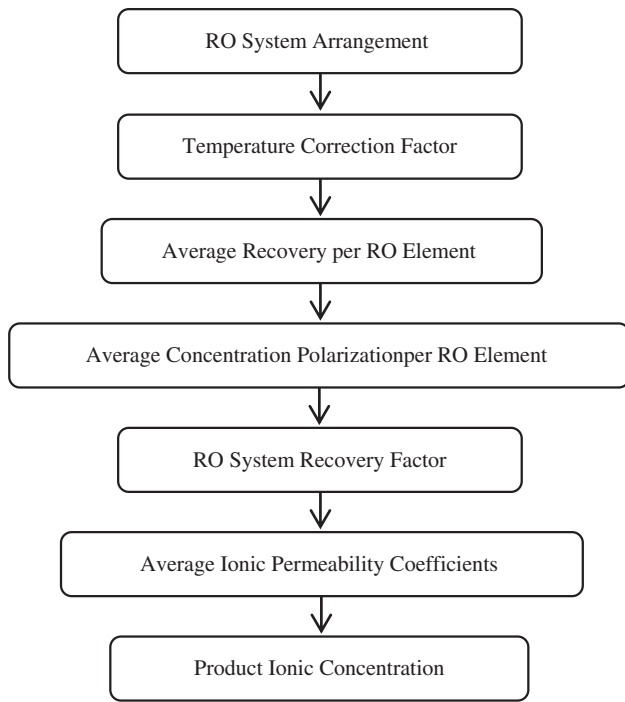 RO System Arrangement
Temperature Correction Factor
Average Recovery per RO Element
Average Concentration Polarizationper RO Element
RO System Recovery Factor
Average Ionic Permeability Coefficients
Product Ionic Concentration